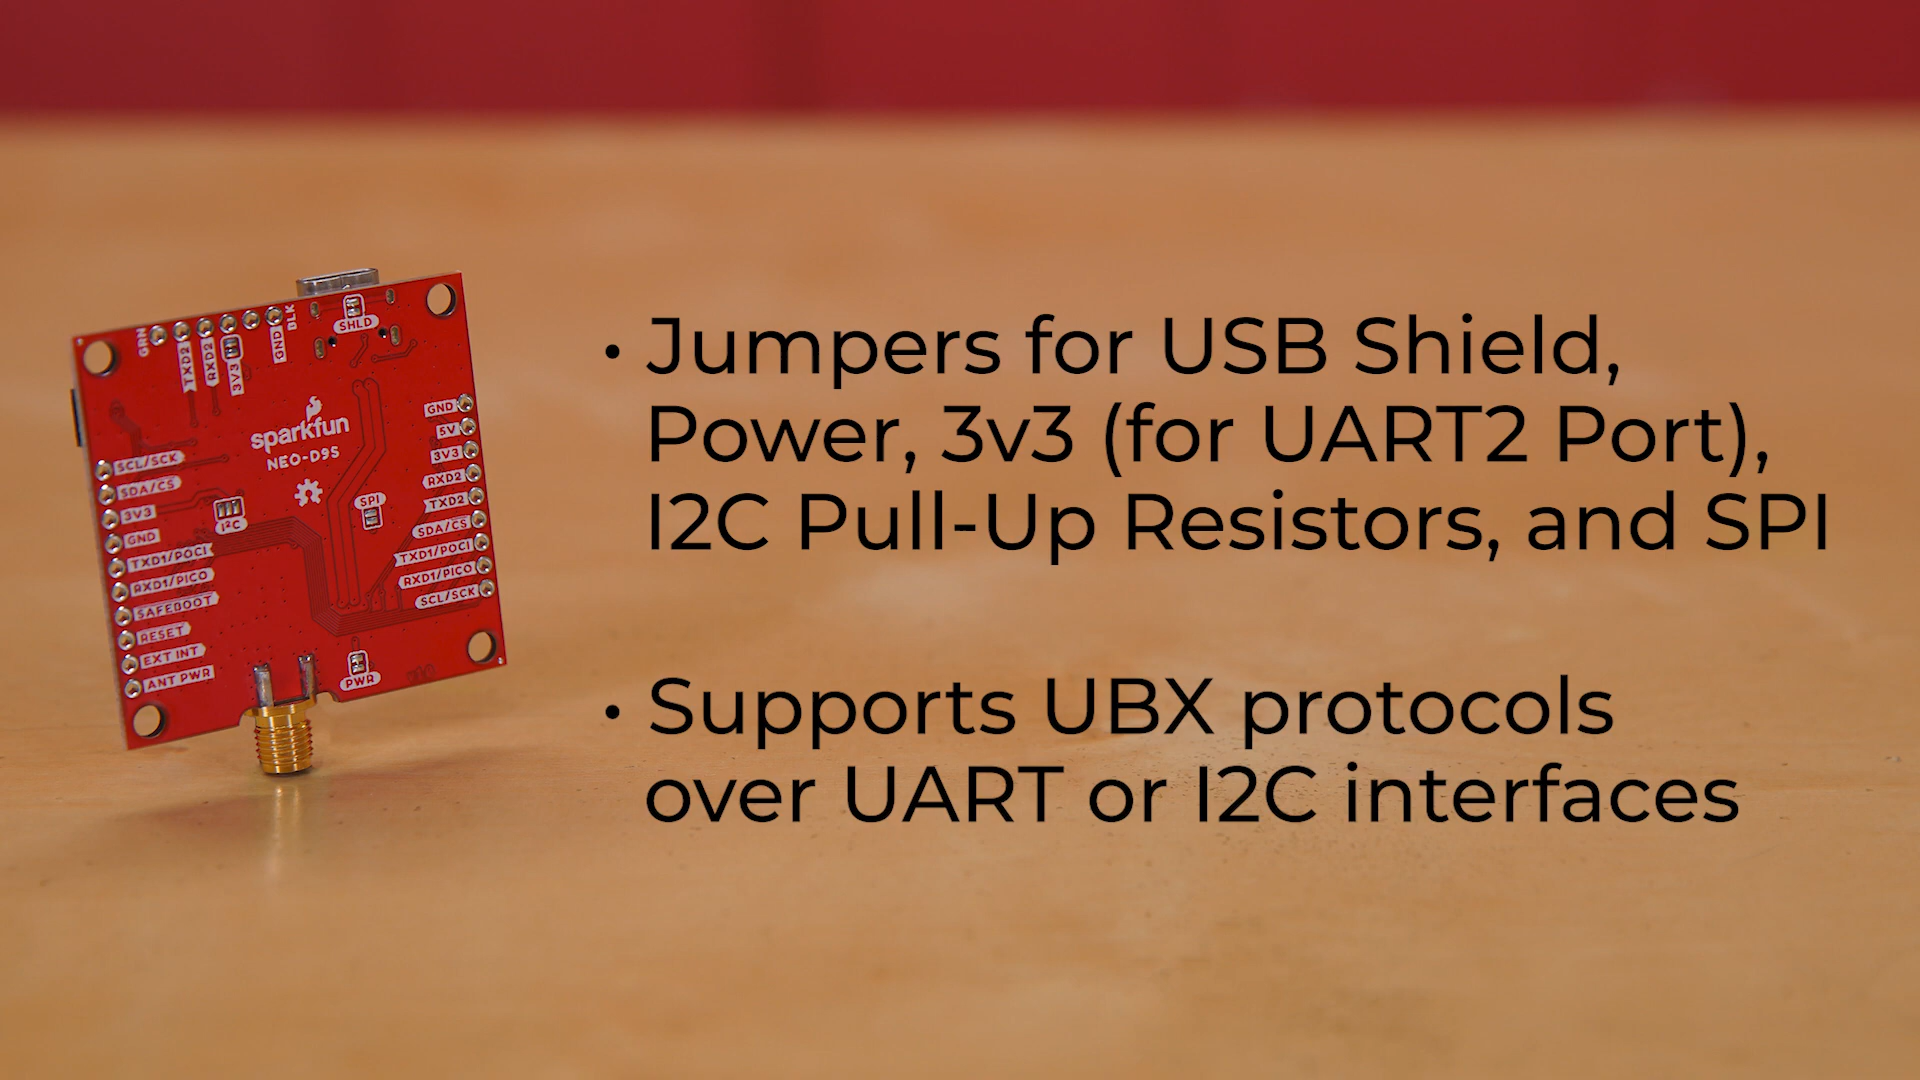 GRN
TXD2
RXD2
3V3
GND
BLK
SHLD
sparkfun
NEO-D9S
SCL/SCK
SDA/CS
3V3
GND
TXD1/POCI
RXD1/PICO
SAFEBOOT
RESET
EXT INT
ANT PWR
I²C
SPI
GND
5V
3V3
RXD2
TXD2
SDA/CS
TXD1/POCI
RXD1/PICO
SCL/SCK
PWR
• Jumpers for USB Shield,
Power, 3v3 (for UART2 Port),
I2C Pull-Up Resistors, and SPI
• Supports UBX protocols
over UART or I2C interfaces